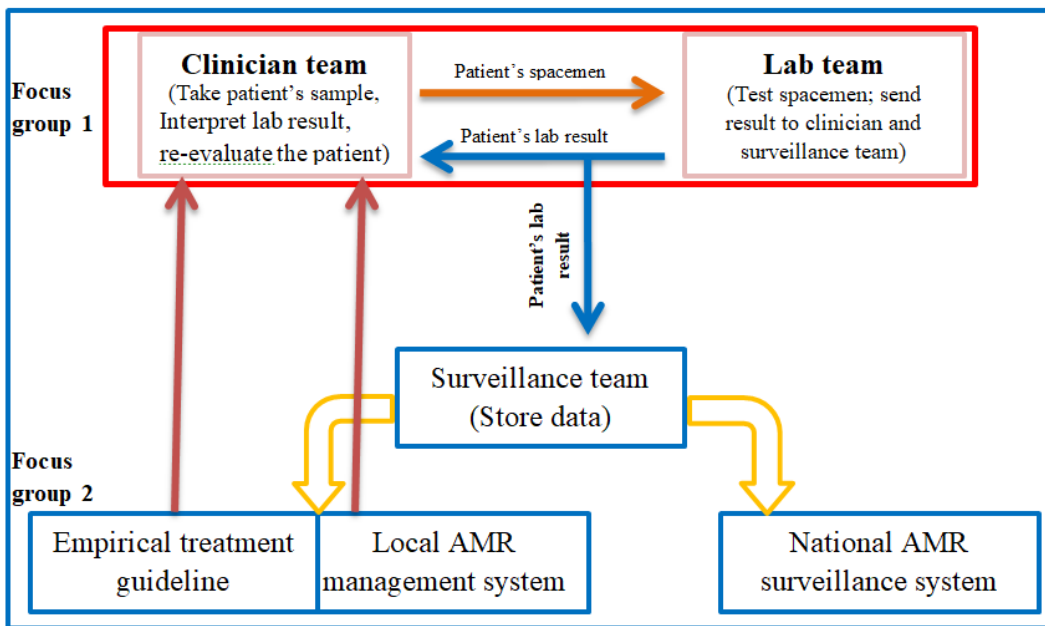 Focus
group 1
Clinician team
(Take patient's sample,
Interpret lab result,
re-evaluate the patient)
Patient's spacemen
Patient's lab result
Lab team
(Test spacemen; send
result to clinician and
surveillance team)
Patient's lab
result
Surveillance team
(Store data)
Focus
group 2
Empirical treatment
guideline
Local AMR
management system
National AMR
surveillance system